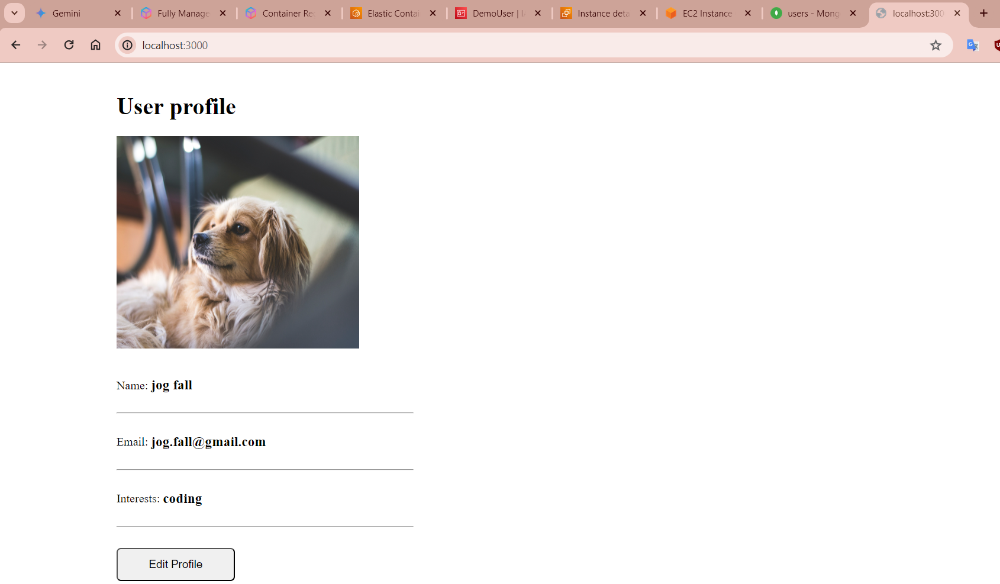 Gemini
Fully Manage
Container Re
Elastic Contai
DemoUser |
Instance deta
EC2 Instance
users - Mong
localhost:300
localhost:3000
User profile
Name: jog fall
Email: jog.fall@gmail.com
Interests: coding
Edit Profile